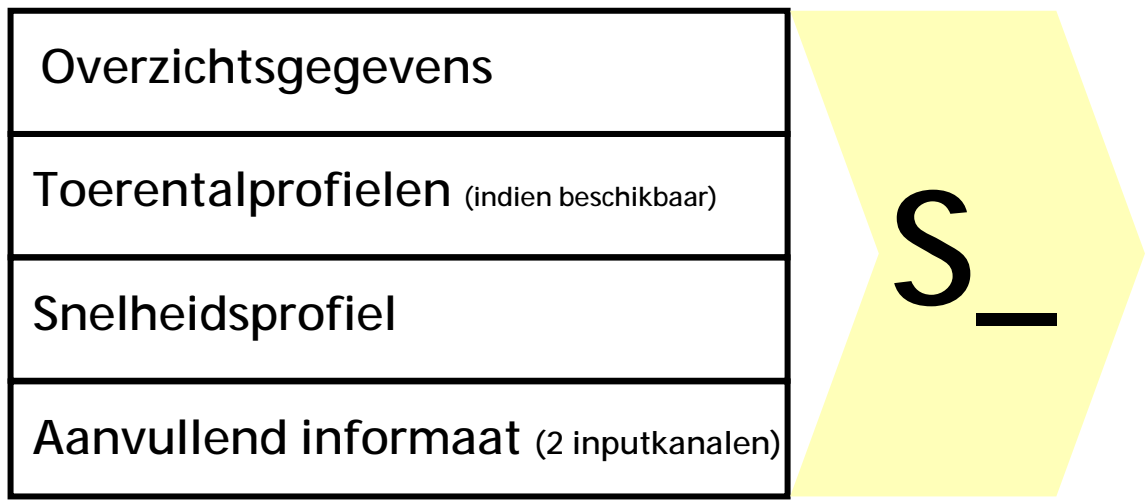 Overzichtsgegevens
Toerentalprofielen (indien beschikbaar)
Snelheidsprofiel
Aanvullend informaat (2 inputkanalen)
S_